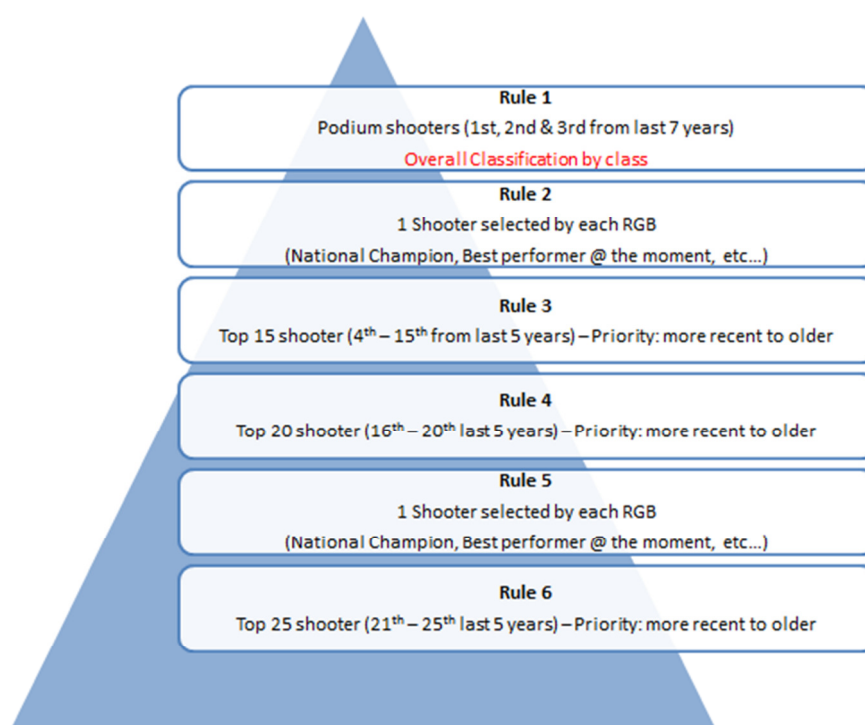 Rule 1
Podium shooters (1st, 2nd & 3rd from last 7 years)
Overall Classification by class
Rule 2
1 Shooter selected by each RGB
(National Champion, Best performer @ the moment, etc...)
Rule 3
Top 15 shooter (4th – 15th from last 5 years) – Priority: more recent to older
Rule 4
Top 20 shooter (16th – 20th last 5 years) – Priority: more recent to older
Rule 5
1 Shooter selected by each RGB
(National Champion, Best performer @ the moment, etc...)
Rule 6
Top 25 shooter (21th – 25th last 5 years) – Priority: more recent to older